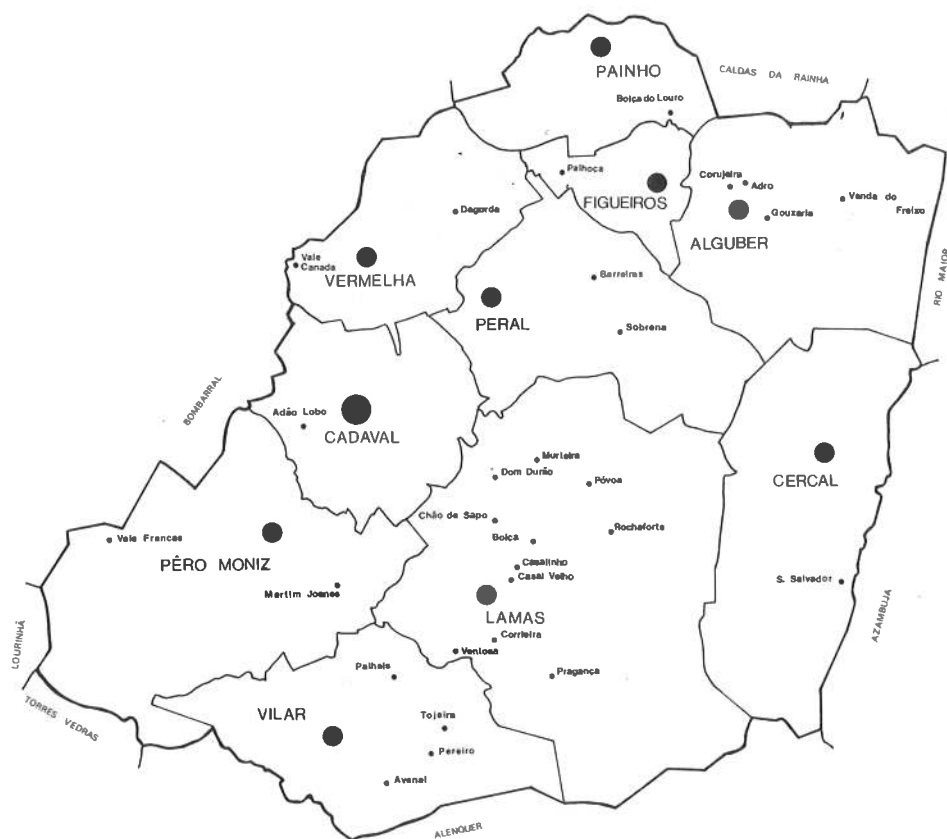 PAINHO
CALDAS DA RAINHA
Bolça do Louro
Palhoça
FIGUEIROS
Corujeira
Adro
Gouxaria
Vanda do
Freixo
ALGUBER
Dagorda
Vale
Canada
VERMELHA
RIO MAIOR
Barreiras
PERAL
Sobrena
BOMBARRAL
Adão Lobo
CADAVAL
Murteira
Dom Durão
Póvoa
CERCAL
Chão de Sapo
Rochaforte
Bolça
Vale Francas
PÊRO MONIZ
Casalinho
Casal Velho
Martim Joanes
S. Salvador
LAMAS
AZAMBUJA
LOURINHÃ
Corrieira
Ventosa
Palhais
Pragança
TORRES VEDRAS
VILAR
Tojeira
Pereiro
Avenal
ALENQUER